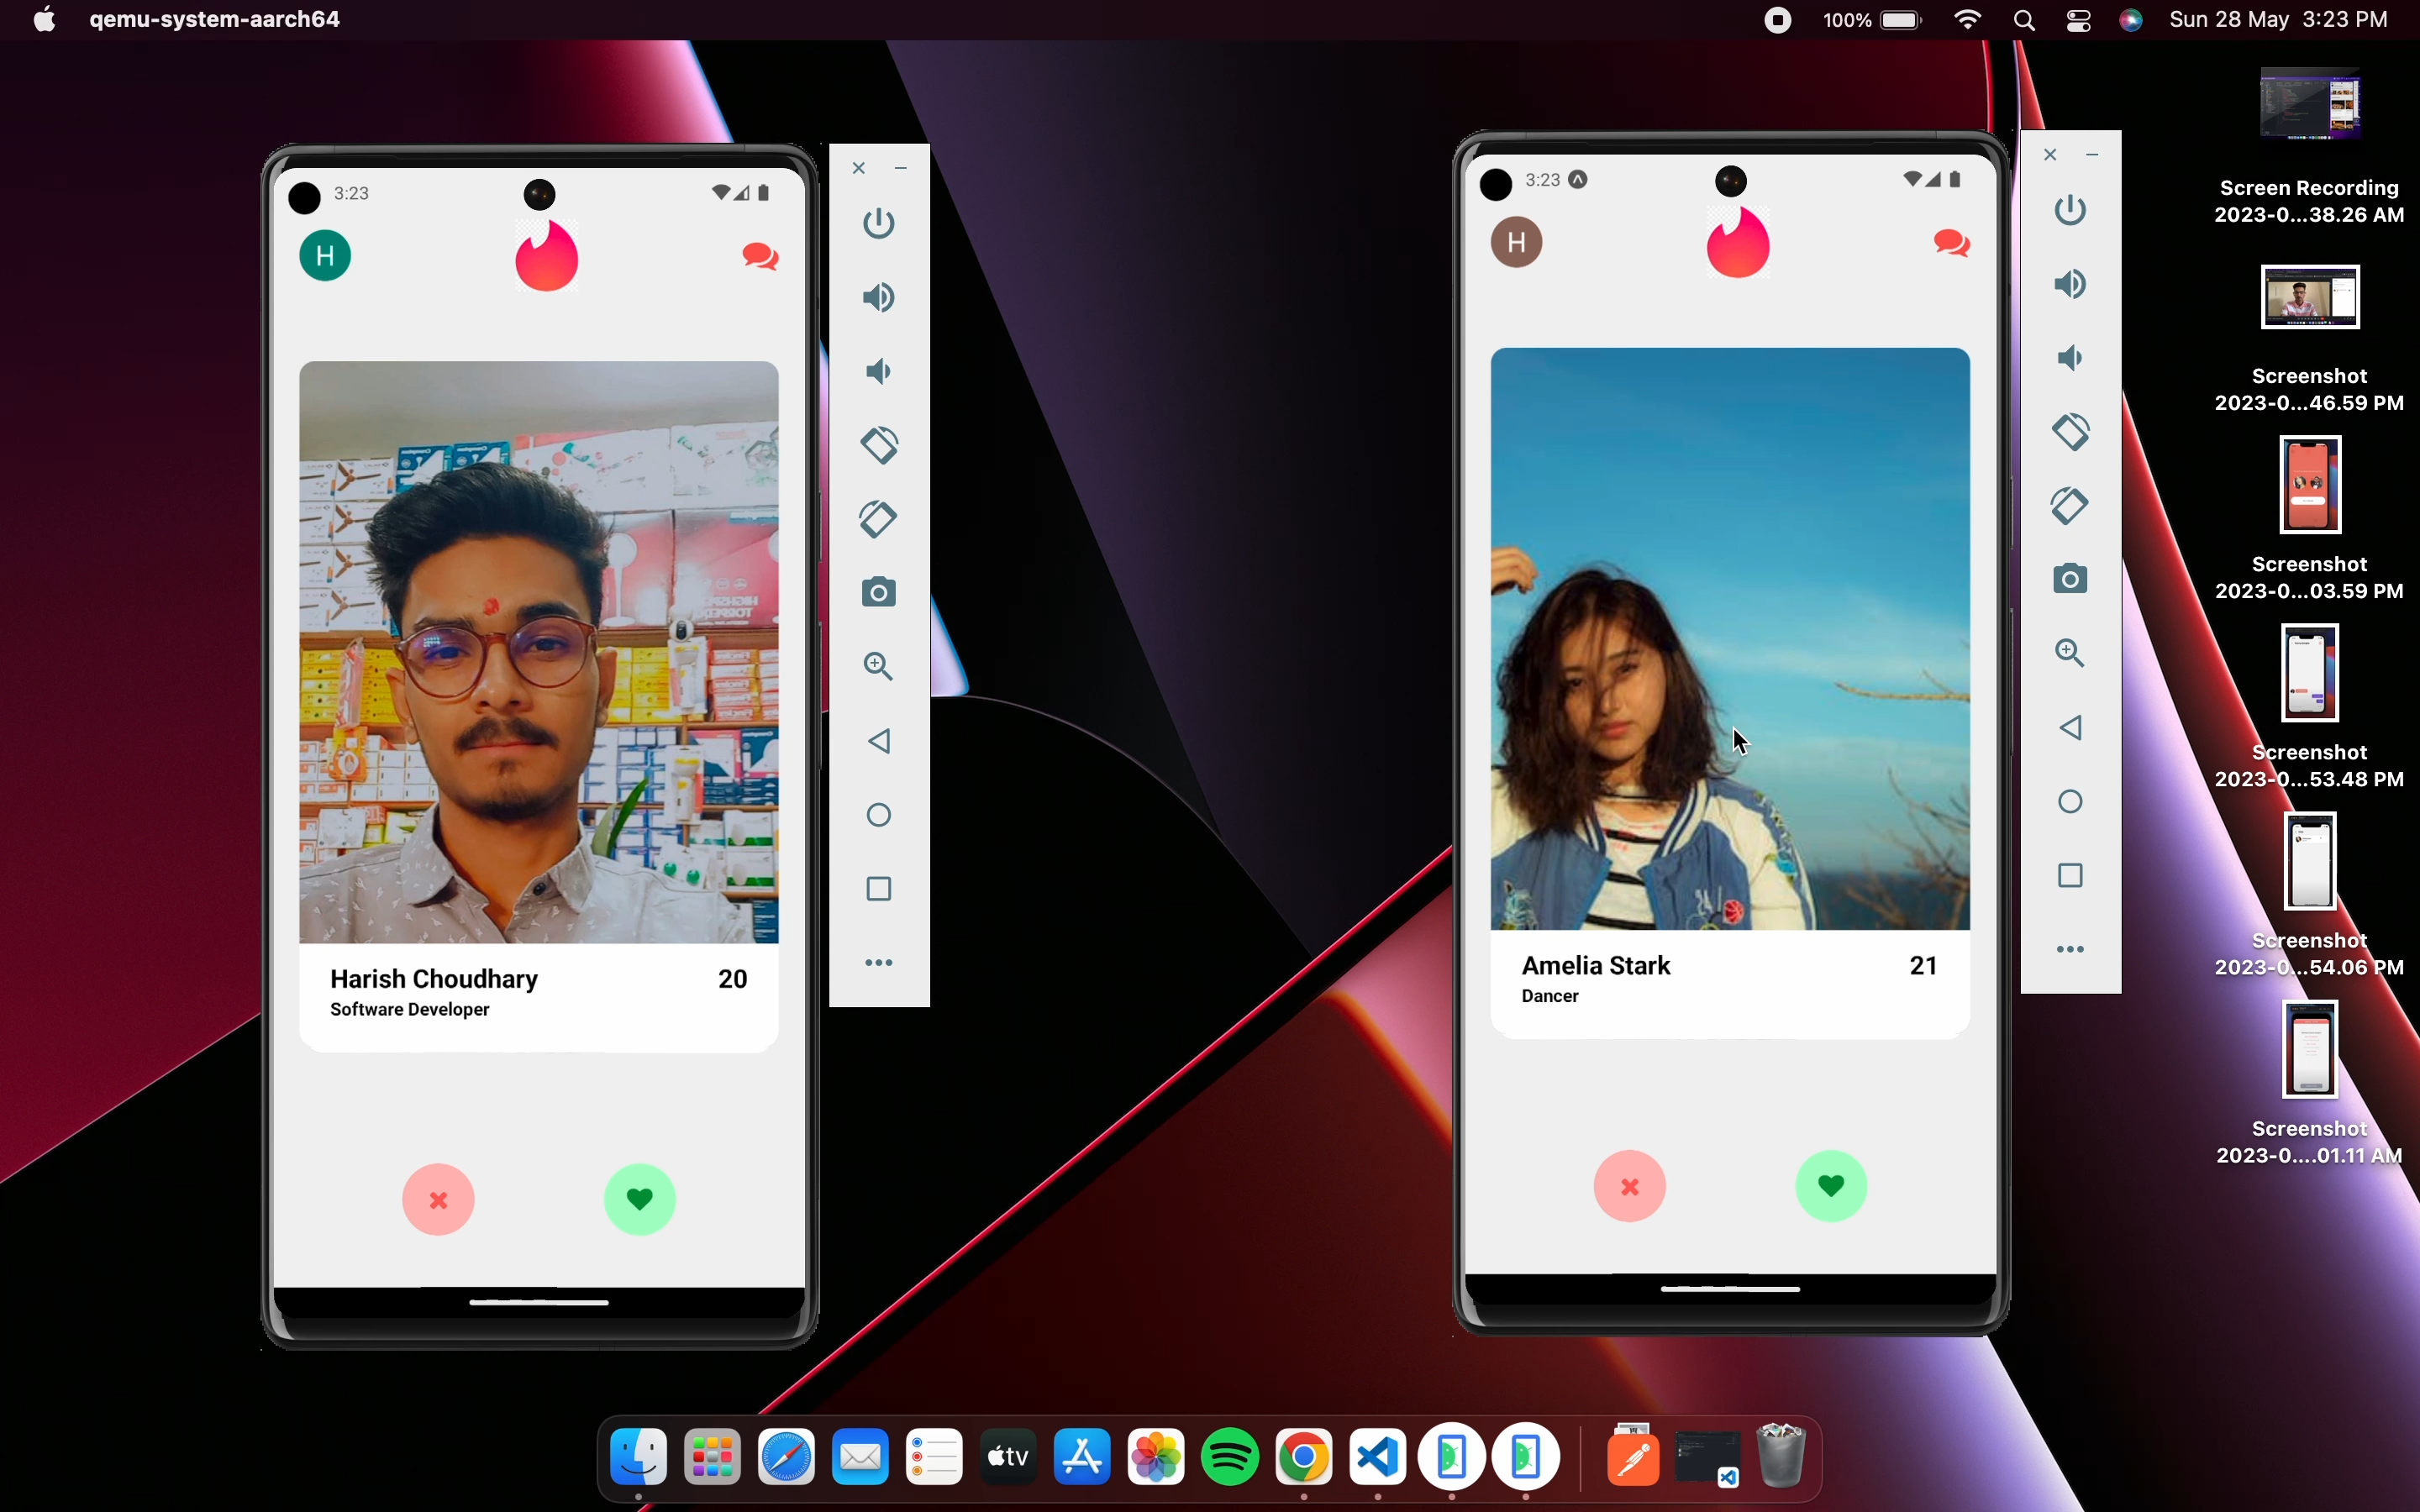 qemu-system-aarch64
100%
Sun 28 May 3:23 PM
3:23
H
Harish Choudhary 20
Software Developer
3:23
H
Amelia Stark 21
Dancer
Screen Recording
2023-0...38.26 AM
Screenshot
2023-0...46.59 PM
Screenshot
2023-0...03.59 PM
Screenshot
2023-0...53.48 PM
Screenshot
2023-0...54.06 PM
Screenshot
2023-0....01.11 AM
tv